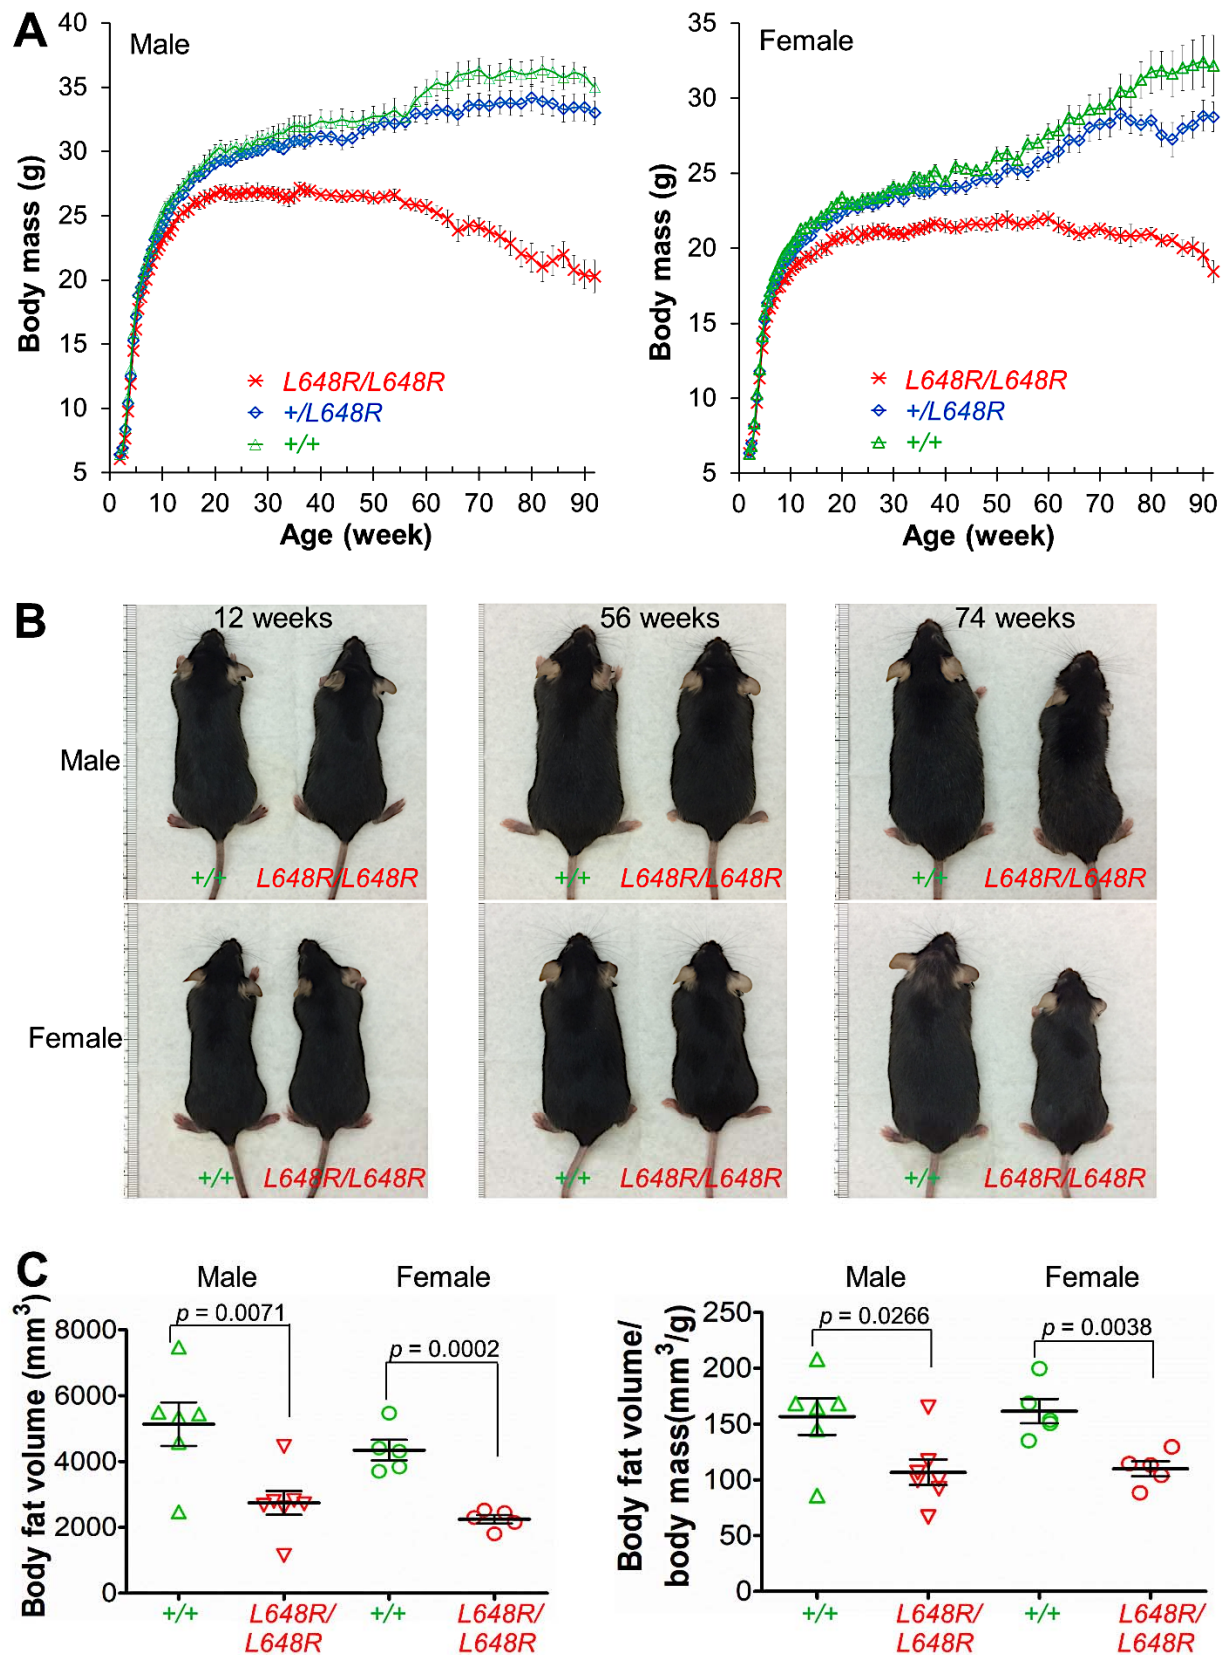 A
Male
Body mass (g)
40
35
30
25
20
15
10
5
L648R/L648R
+/L648R
+/+
0 10 20 30 40 50 60 70 80 90
Age (week)
Female
Body mass (g)
35
30
25
20
15
10
5
L648R/L648R
+/L648R
+/+
0 10 20 30 40 50 60 70 80 90
Age (week)
B
12 weeks
56 weeks
74 weeks
Male
+/+ L648R/L648R
+/+ L648R/L648R
+/+ L648R/L648R
Female
+/+ L648R/L648R
+/+ L648R/L648R
+/+ L648R/L648R
C
Male Female
p = 0.0071
p = 0.0002
Body fat volume (mm³)
8000
6000
4000
2000
0
+/+ L648R/ +/+ L648R/
L648R L648R
Male Female
p = 0.0266
p = 0.0038
Body fat volume/
body mass(mm³/g)
250
200
150
100
50
0
+/+ L648R/ +/+ L648R/
L648R L648R